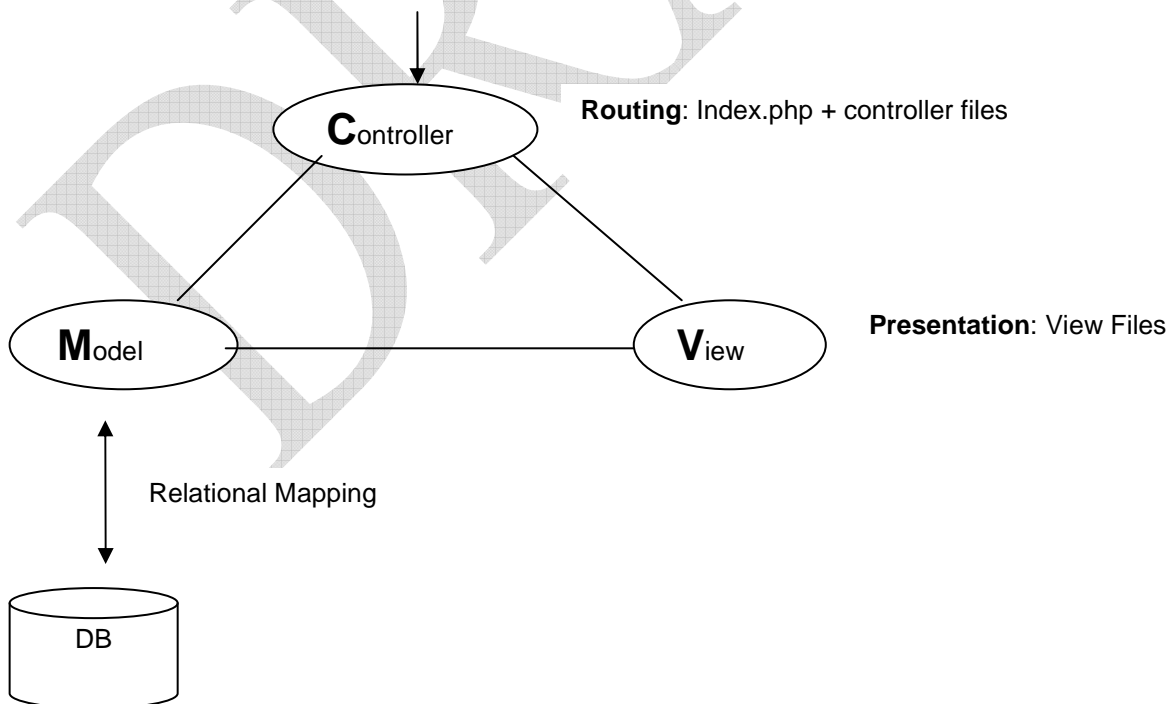 Controller
Routing: Index.php + controller files
Model
View
Presentation: View Files
Relational Mapping
DB